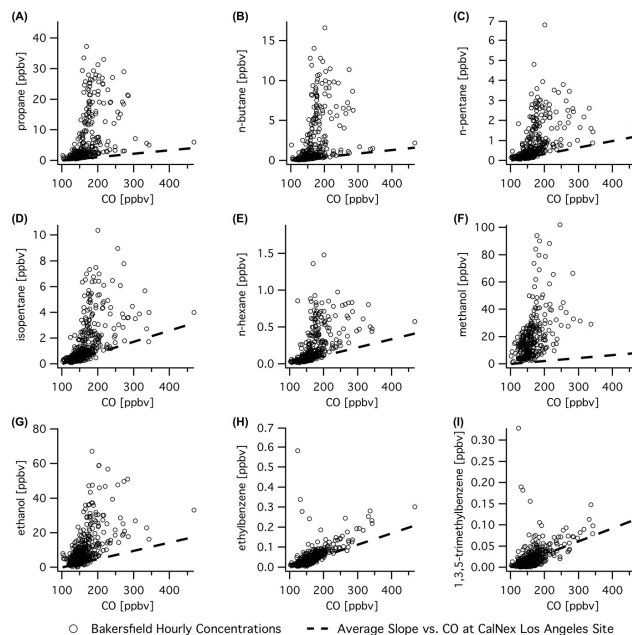 (A)
propane [ppbv]
40
30
20
10
0
100 200 300 400
CO [ppbv]
(B)
n-butane [ppbv]
15
10
5
0
100 200 300 400
CO [ppbv]
(C)
n-pentane [ppbv]
7
6
5
4
3
2
1
0
100 200 300 400
CO [ppbv]
(D)
isopentane [ppbv]
10
8
6
4
2
0
100 200 300 400
CO [ppbv]
(E)
n-hexane [ppbv]
1.5
1.0
0.5
0.0
100 200 300 400
CO [ppbv]
(F)
methanol [ppbv]
100
80
60
40
20
0
100 200 300 400
CO [ppbv]
(G)
ethanol [ppbv]
80
60
40
20
0
100 200 300 400
CO [ppbv]
(H)
ethylbenzene [ppbv]
0.7
0.6
0.5
0.4
0.3
0.2
0.1
0.0
100 200 300 400
CO [ppbv]
(I)
1,3,5-trimethylbenzene [ppbv]
0.30
0.25
0.20
0.15
0.10
0.05
0.00
100 200 300 400
CO [ppbv]
Bakersfield Hourly Concentrations Average Slope vs. CO at CalNex Los Angeles Site